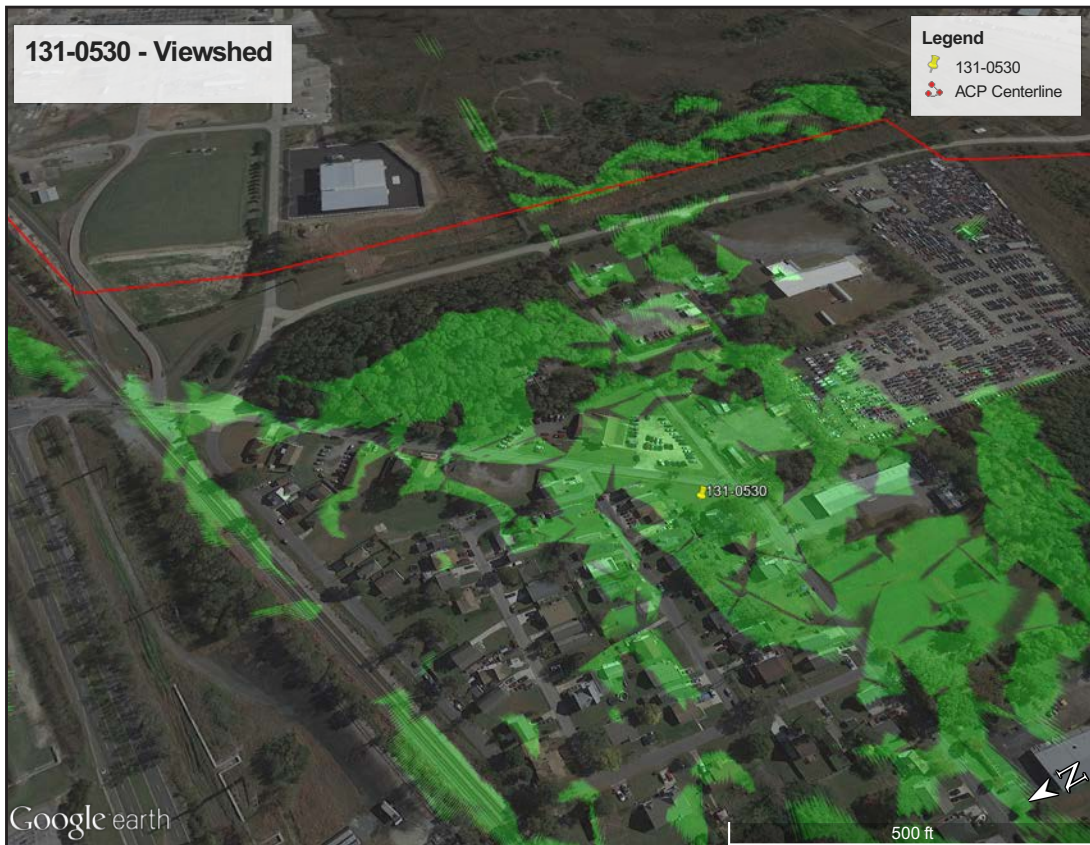 131-0530 - Viewshed
Legend
131-0530
ACP Centerline
131-0530
Google earth
500 ft
N